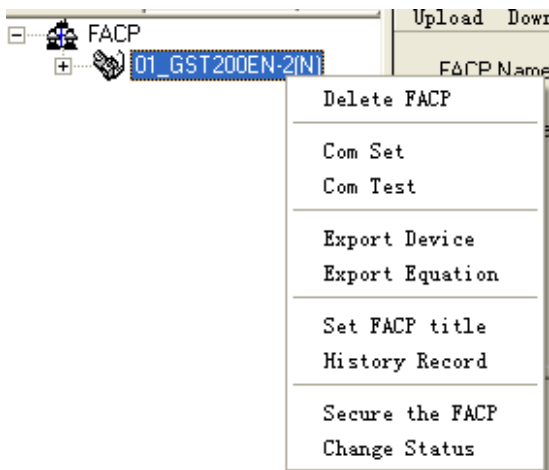 Upload Down
FACP
01_GST200EN-2(N)
FACP Name
Delete FACP
Com Set
Com Test
Export Device
Export Equation
Set FACP title
History Record
Secure the FACP
Change Status